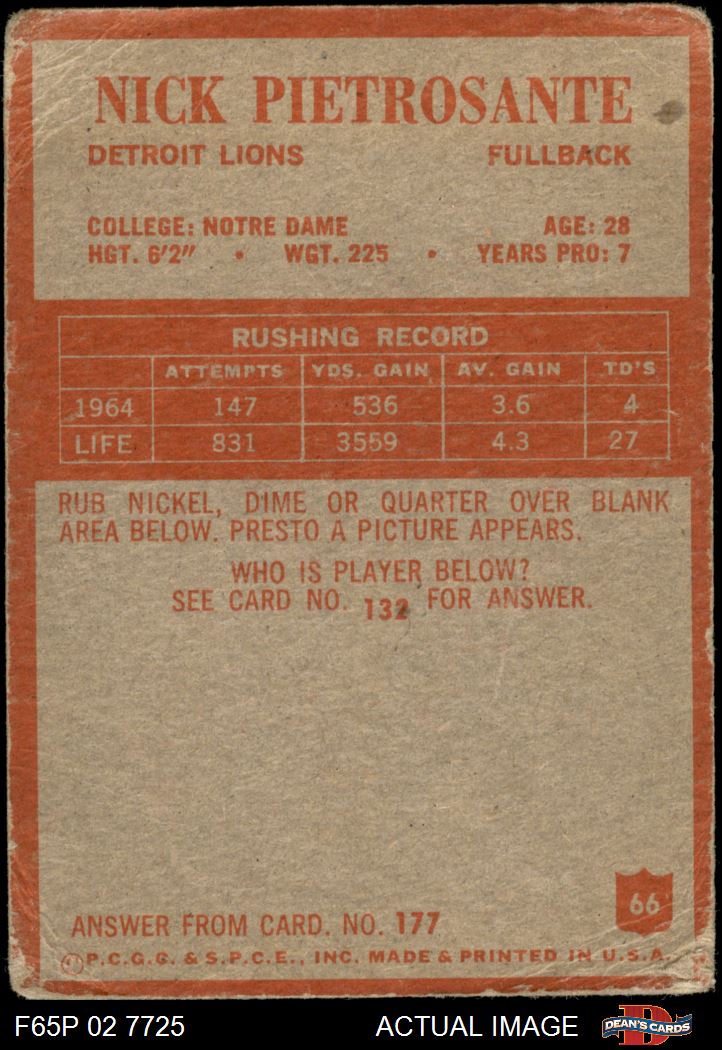 NICK PIETROSANTE
DETROIT LIONS FULLBACK
COLLEGE: NOTRE DAME AGE: 28
HGT. 6'2" • WGT. 225 • YEARS PRO: 7
RUSHING RECORD
ATTEMPTS YDS. GAIN AV. GAIN TD'S
1964 147 536 3.6 4
LIFE 831 3559 4.3 27
RUB NICKEL, DIME OR QUARTER OVER BLANK
AREA BELOW. PRESTO A PICTURE APPEARS.
WHO IS PLAYER BELOW?
SEE CARD NO. 132 FOR ANSWER.
66
ANSWER FROM CARD. NO. 177
P.C.G.G. & S.P.C.E., INC. MADE & PRINTED IN U.S.A.
F65P 02 7725 ACTUAL IMAGE DEAN'S CARDS